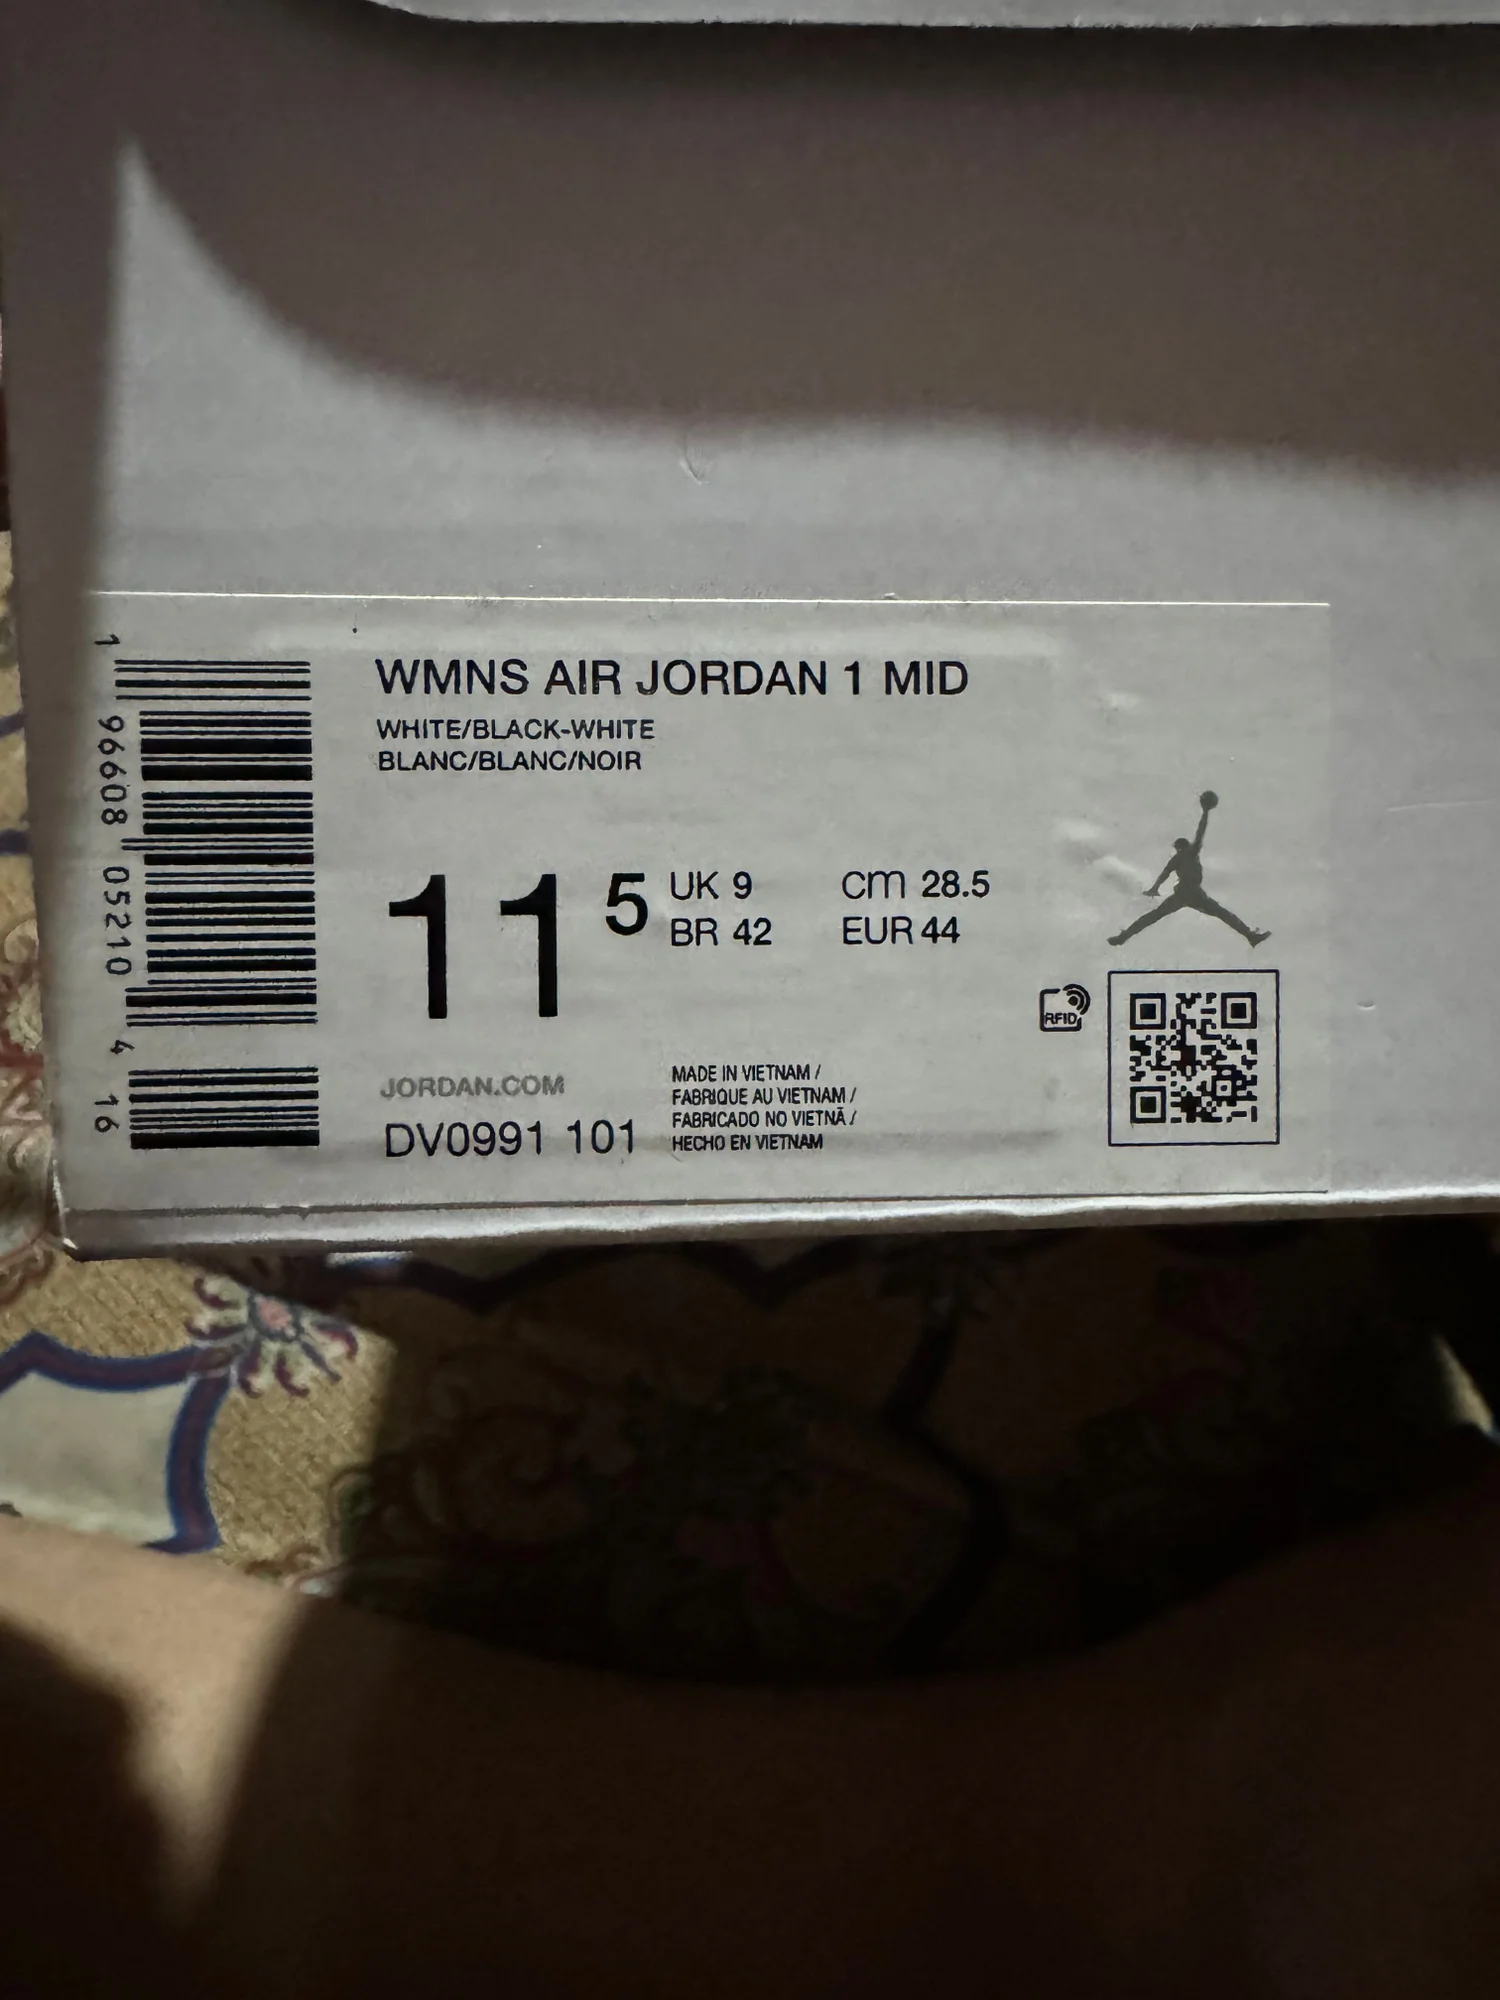 WMNS AIR JORDAN 1 MID
WHITE/BLACK-WHITE
BLANC/BLANC/NOIR
11 5
UK 9 cm 28.5
BR 42 EUR 44
RFID
JORDAN.COM
DV0991 101
MADE IN VIETNAM /
FABRIQUE AU VIETNAM /
FABRICADO NO VIETNÃ /
HECHO EN VIETNAM
1 96608 05210 4 16